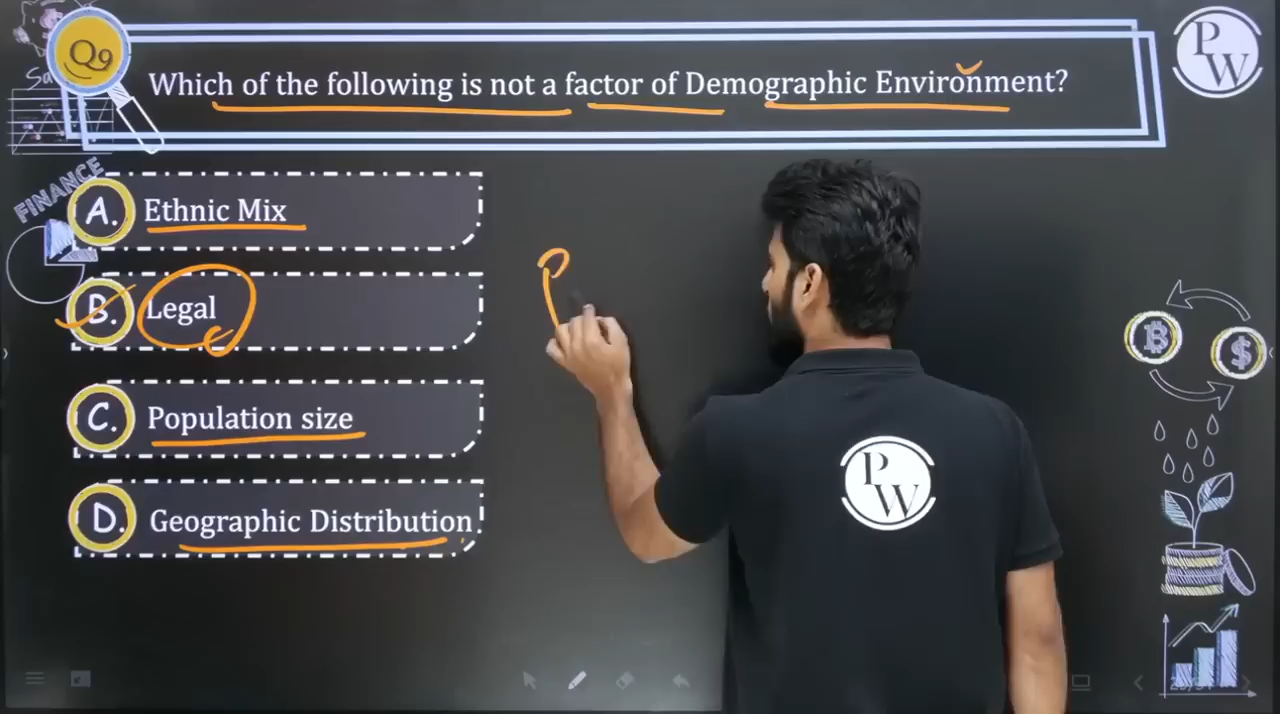 Q9
Which of the following is not a factor of Demographic Environment?
PW
Sa
FINANCE
A. Ethnic Mix
B. Legal
C. Population size
D. Geographic Distribution
PW